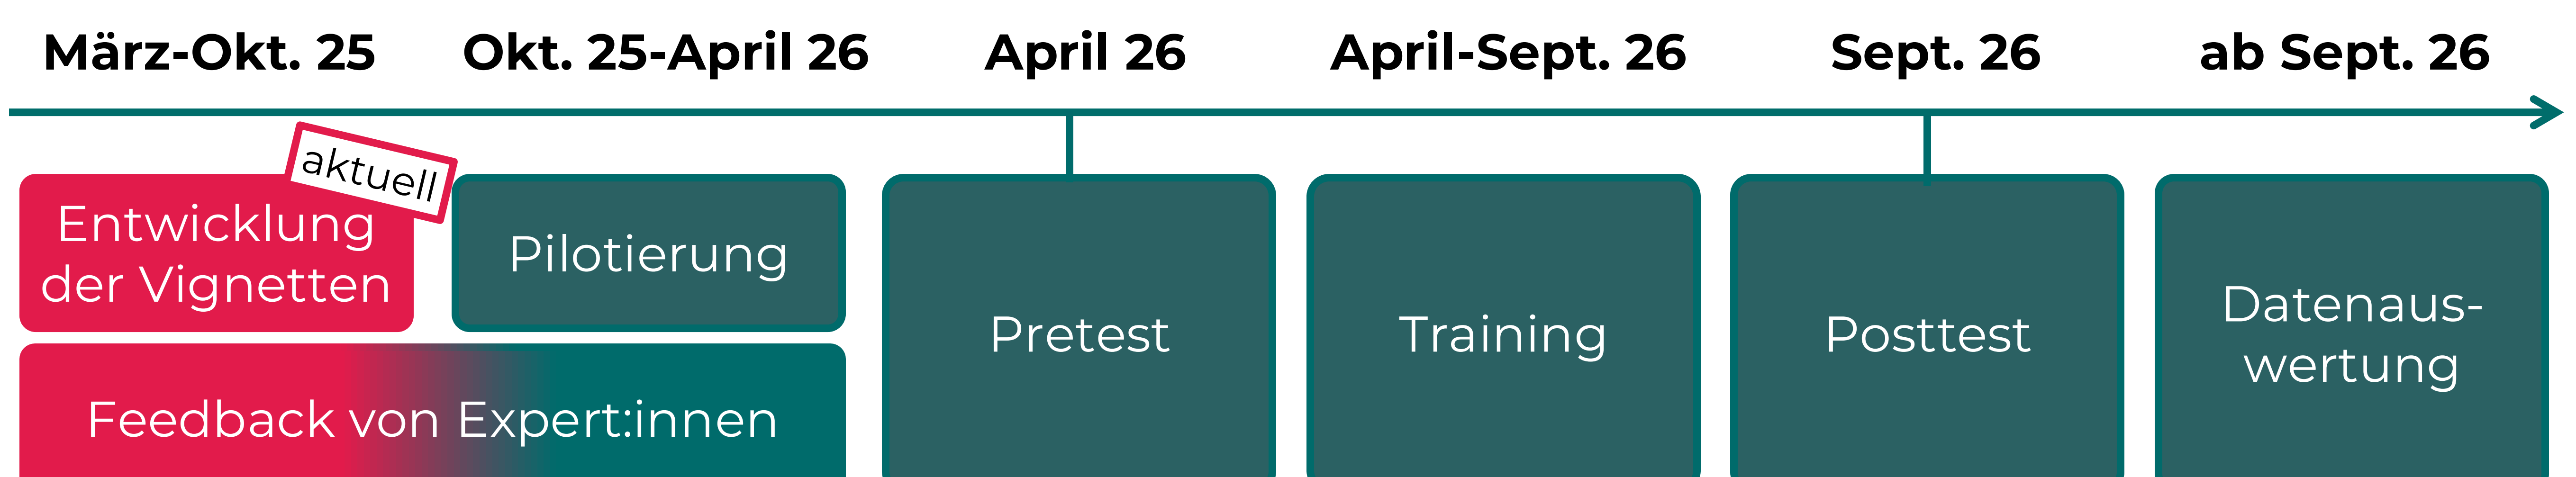 März-Okt. 25
Okt. 25-April 26
April 26
April-Sept. 26
Sept. 26
ab Sept. 26
aktuell
Entwicklung
der Vignetten
Pilotierung
Feedback von Expert:innen
Pretest
Training
Posttest
Datenaus-
wertung